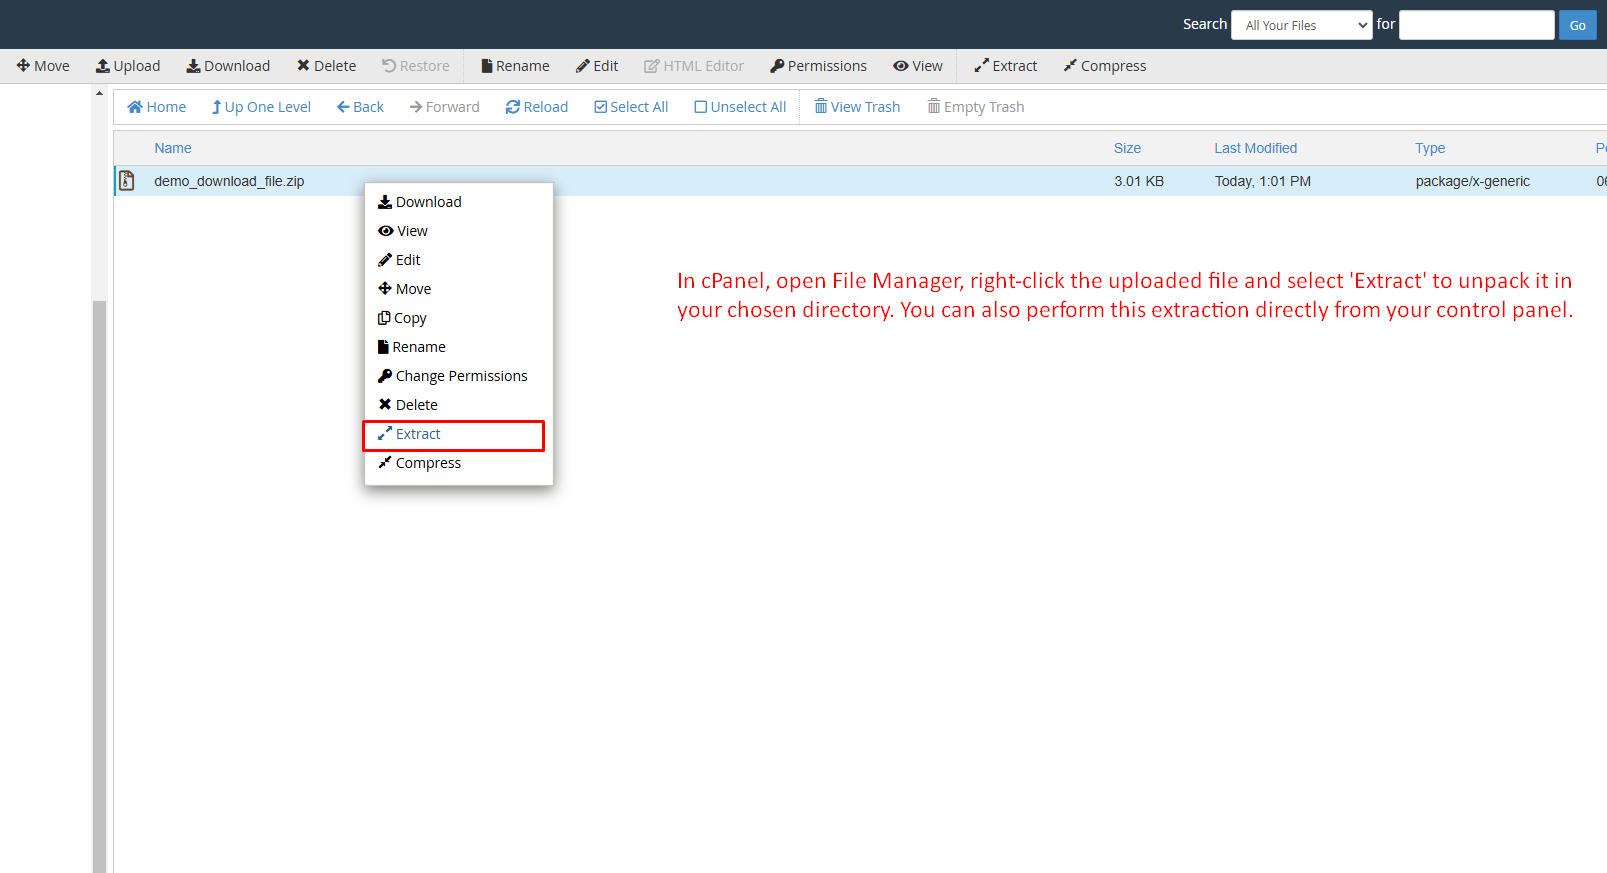 Search All Your Files for Go
Move Upload Download Delete Restore Rename Edit HTML Editor Permissions View Extract Compress
Home Up One Level Back Forward Reload Select All Unselect All View Trash Empty Trash
Name Size Last Modified Type
demo_download_file.zip 3.01 KB Today, 1:01 PM package/x-generic
Download
View
Edit
Move
Copy
Rename
Change Permissions
Delete
Extract
Compress
In cPanel, open File Manager, right-click the uploaded file and select 'Extract' to unpack it in
your chosen directory. You can also perform this extraction directly from your control panel.